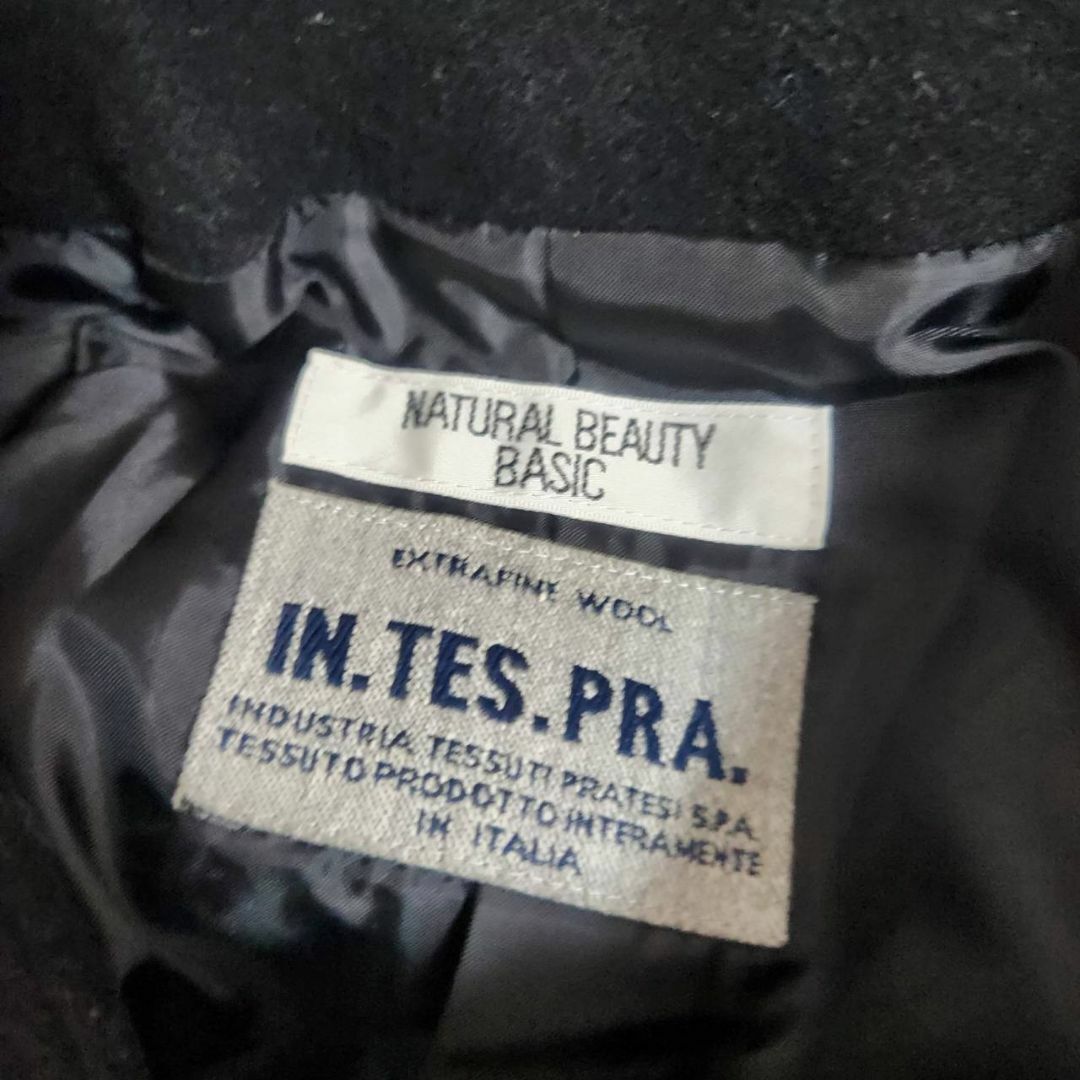 NATURAL BEAUTY
BASIC
EXTRAFINE WOOL
IN.TES.PRA.
INDUSTRIA TESSUTI PRATESI S.P.A.
TESSUTO PRODOTTO INTERAMENTE
IN ITALIA